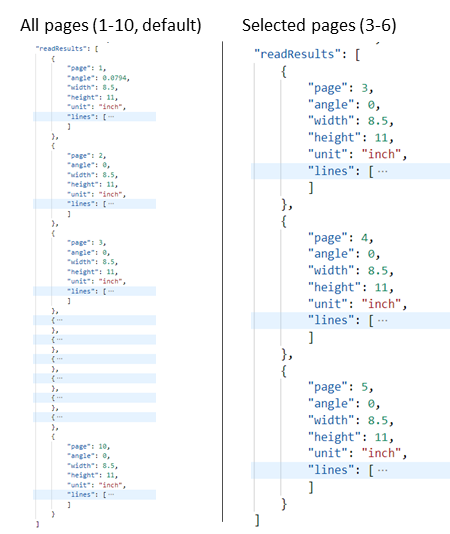 All pages (1-10, default)
"readResults": [
{
"page": 1,
"angle": 0.0794,
"width": 8.5,
"height": 11,
"unit": "inch",
"lines": [ ...
]
},
{
"page": 2,
"angle": 0,
"width": 8.5,
"height": 11,
"unit": "inch",
"lines": [ ...
]
},
{
"page": 3,
"angle": 0,
"width": 8.5,
"height": 11,
"unit": "inch",
"lines": [ ...
]
},
{ ...
},
{ ...
},
{ ...
},
{ ...
},
{ ...
},
{ ...
},
{
"page": 10,
"angle": 0,
"width": 8.5,
"height": 11,
"unit": "inch",
"lines": [ ...
]
}
]
Selected pages (3-6)
"readResults": [
{
"page": 3,
"angle": 0,
"width": 8.5,
"height": 11,
"unit": "inch",
"lines": [ ...
]
},
{
"page": 4,
"angle": 0,
"width": 8.5,
"height": 11,
"unit": "inch",
"lines": [ ...
]
},
{
"page": 5,
"angle": 0,
"width": 8.5,
"height": 11,
"unit": "inch",
"lines": [ ...
]
}
]